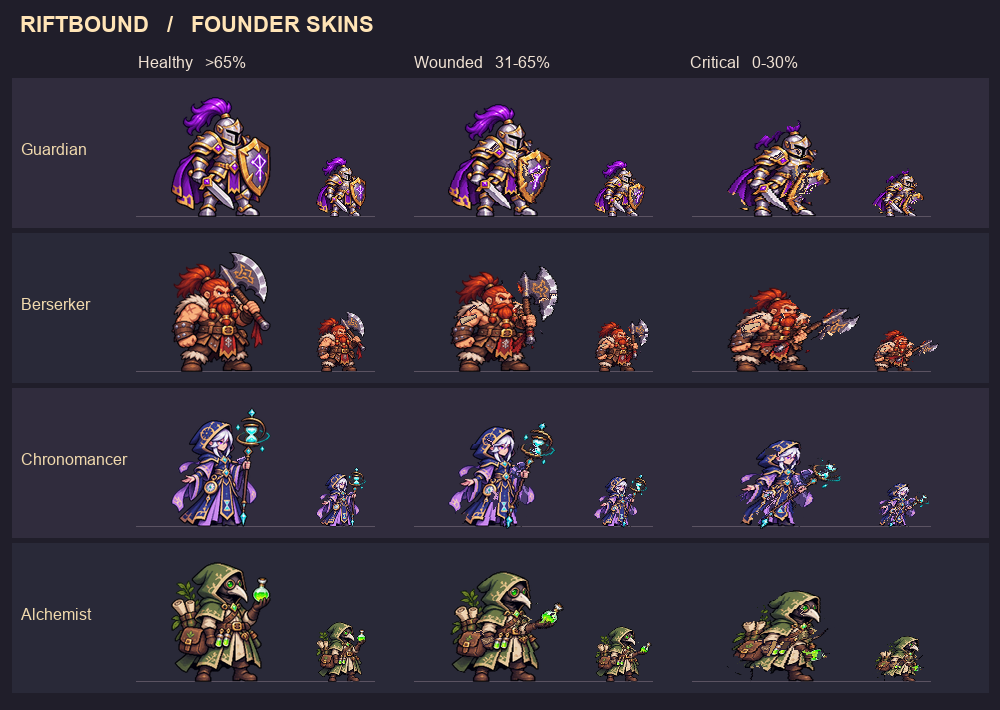 RIFTBOUND / FOUNDER SKINS
Healthy >65% Wounded 31-65% Critical 0-30%
Guardian
Berserker
Chronomancer
Alchemist